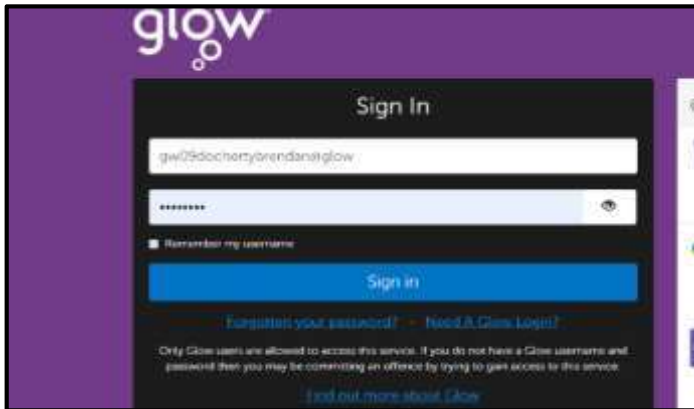 glow
Sign In
gw09dochertybrendan@glow
••••••••
Remember my username
Sign in
Forgotten your password? - Need A Glow Login?
Only Glow users are allowed to access this service. If you do not have a Glow username and
password then you may be committing an offence by trying to gain access to this service
Find out more about Glow